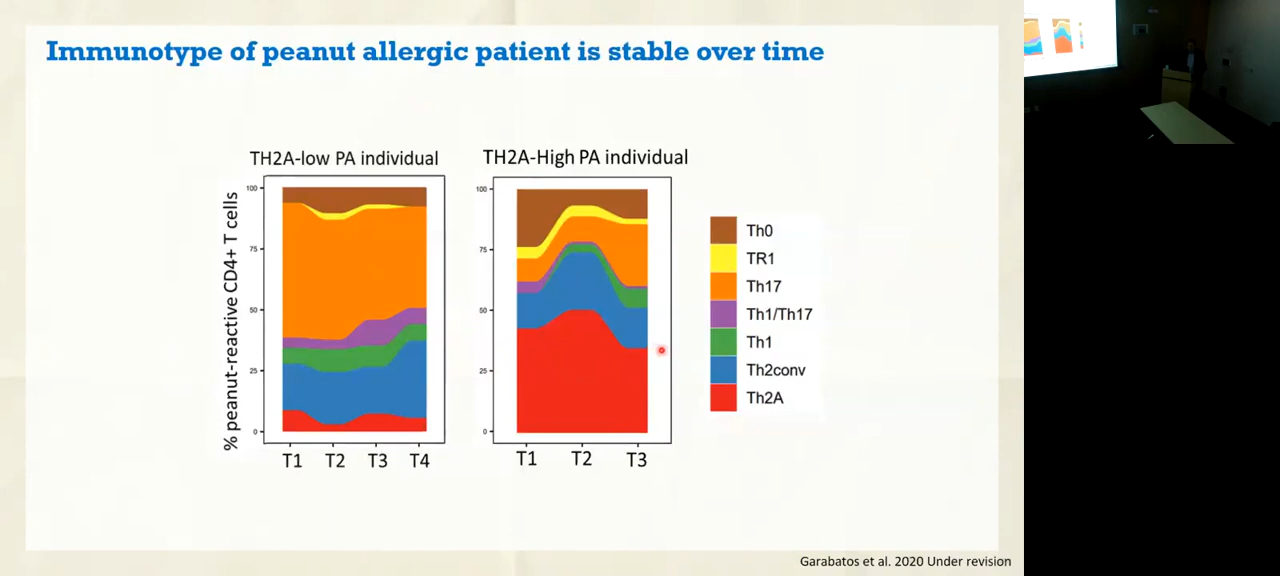 Immunotype of peanut allergic patient is stable over time
TH2A-low PA individual
TH2A-High PA individual
% peanut-reactive CD4+ T cells
100
75
50
25
0
T1 T2 T3 T4
100
75
50
25
0
T1 T2 T3
Th0
TR1
Th17
Th1/Th17
Th1
Th2conv
Th2A
Garabatos et al. 2020 Under revision